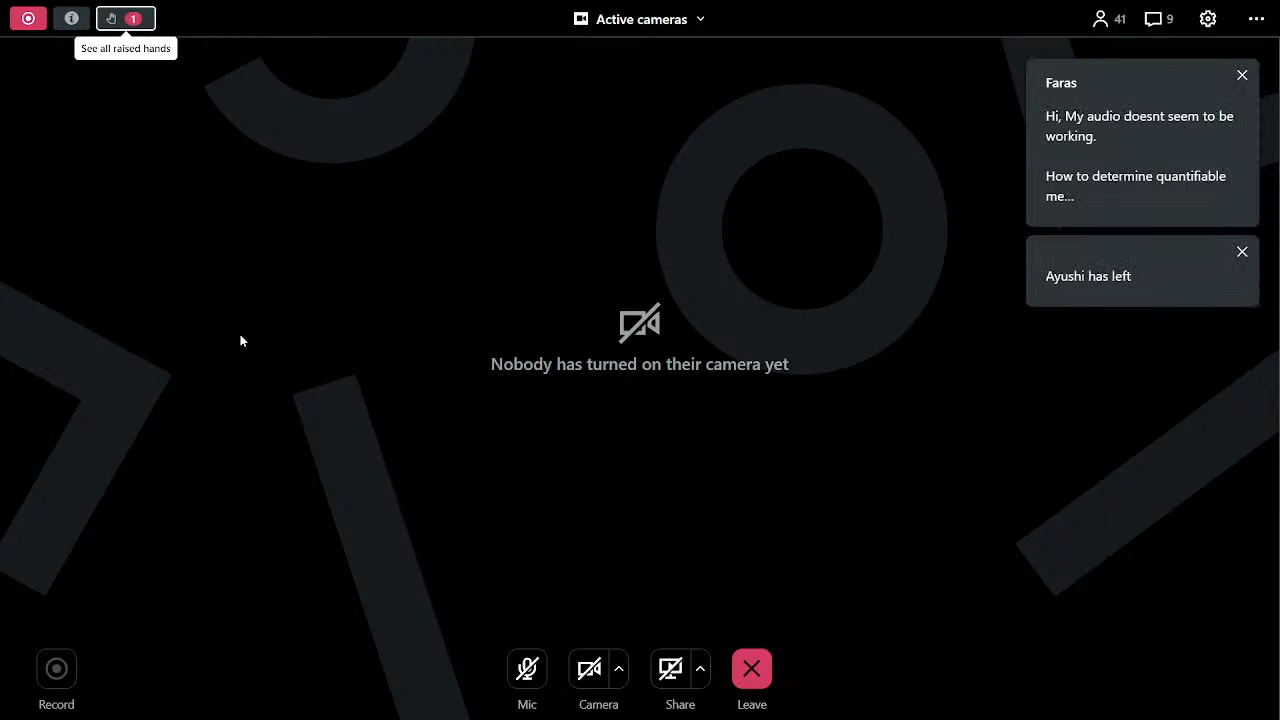 1
Active cameras
41
9
See all raised hands
Faras
Hi, My audio doesnt seem to be
working.
How to determine quantifiable
me...
Ayushi has left
Nobody has turned on their camera yet
Record
Mic
Camera
Share
Leave